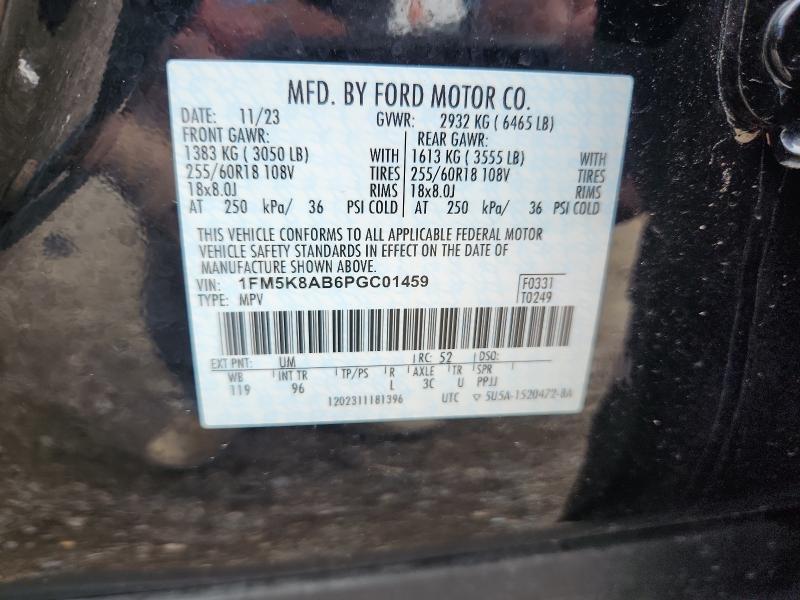 MFD. BY FORD MOTOR CO.
DATE: 11/23 GVWR: 2932 KG ( 6465 LB)
FRONT GAWR: REAR GAWR:
1383 KG ( 3050 LB) WITH 1613 KG ( 3555 LB) WITH
255/60R18 108V TIRES 255/60R18 108V TIRES
18x8.0J RIMS 18x8.0J RIMS
AT 250 kPa/ 36 PSI COLD AT 250 kPa/ 36 PSI COLD
THIS VEHICLE CONFORMS TO ALL APPLICABLE FEDERAL MOTOR
VEHICLE SAFETY STANDARDS IN EFFECT ON THE DATE OF
MANUFACTURE SHOWN ABOVE.
VIN: 1FM5K8AB6PGC01459 F0331
TYPE: MPV T0249
EXT PNT: UM RC: 52 DSO:
WB INT TR TP/PS R AXLE TR SPR
119 96 L 3C U PPJJ
1202311181396 UTC ▽ 5U5A-1520472-BA